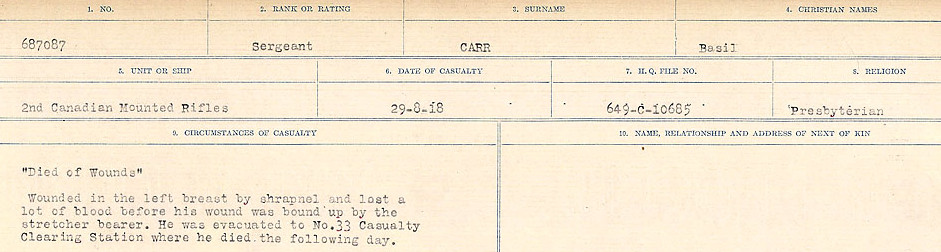 1. NO. 2. RANK OR RATING 3. SURNAME 4. CHRISTIAN NAMES
687087 Sergeant CARR Basil
5. UNIT OR SHIP 6. DATE OF CASUALTY 7. H. Q. FILE NO. 8. RELIGION
2nd Canadian Mounted Rifles 29-8-18 649-C-10685 Presbyterian
9. CIRCUMSTANCES OF CASUALTY 10. NAME, RELATIONSHIP AND ADDRESS OF NEXT OF KIN
"Died of Wounds"
Wounded in the left breast by shrapnel and lost a
lot of blood before his wound was bound up by the
stretcher bearer. He was evacuated to No.33 Casualty
Clearing Station where he died the following day.